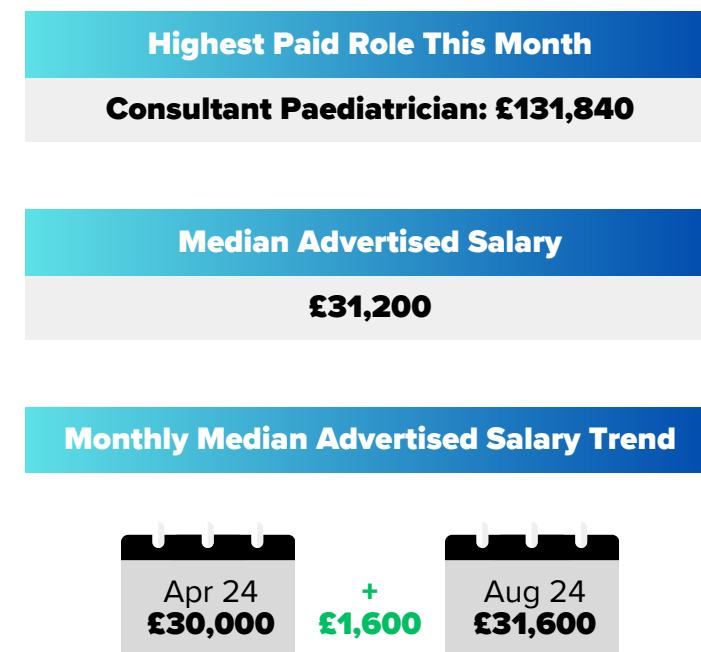 Highest Paid Role This Month
Consultant Paediatrician: £131,840
Median Advertised Salary
£31,200
Monthly Median Advertised Salary Trend
Apr 24
£30,000
+
£1,600
Aug 24
£31,600